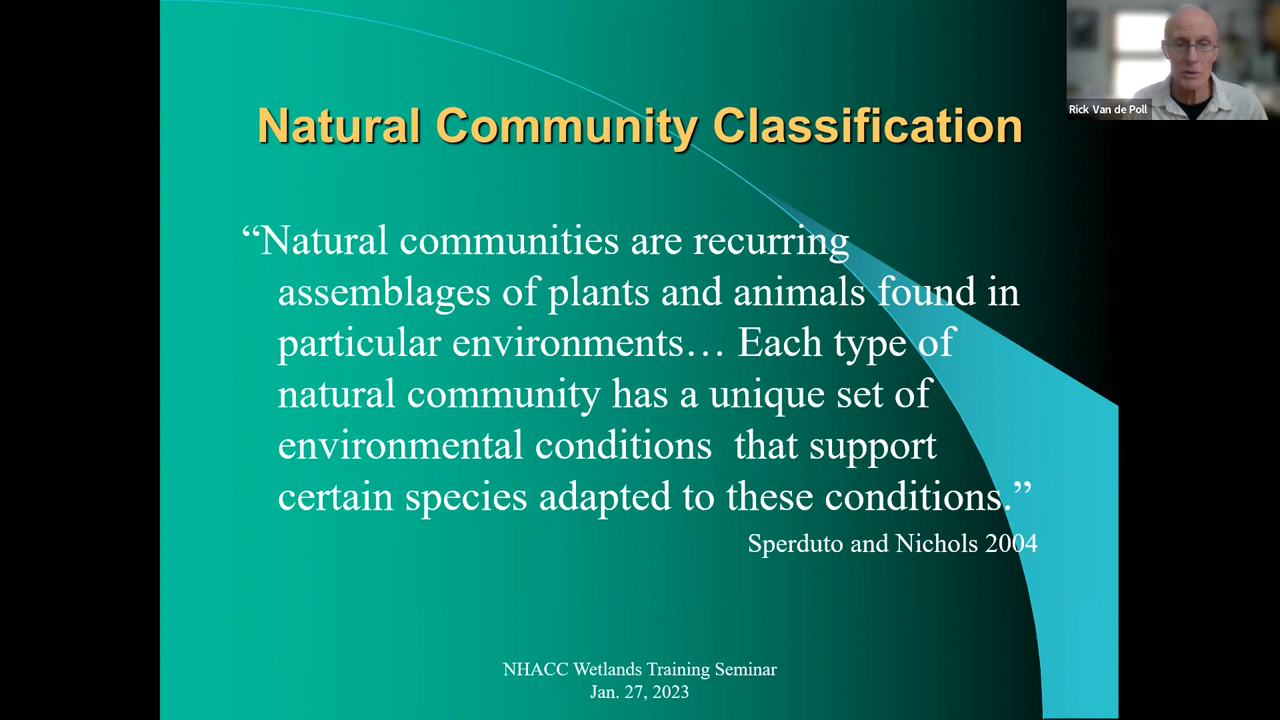 Natural Community Classification
Rick Van de Poll
“Natural communities are recurring
assemblages of plants and animals found in
particular environments… Each type of
natural community has a unique set of
environmental conditions  that support
certain species adapted to these conditions.”
Sperduto and Nichols 2004
NHACC Wetlands Training Seminar
Jan. 27, 2023